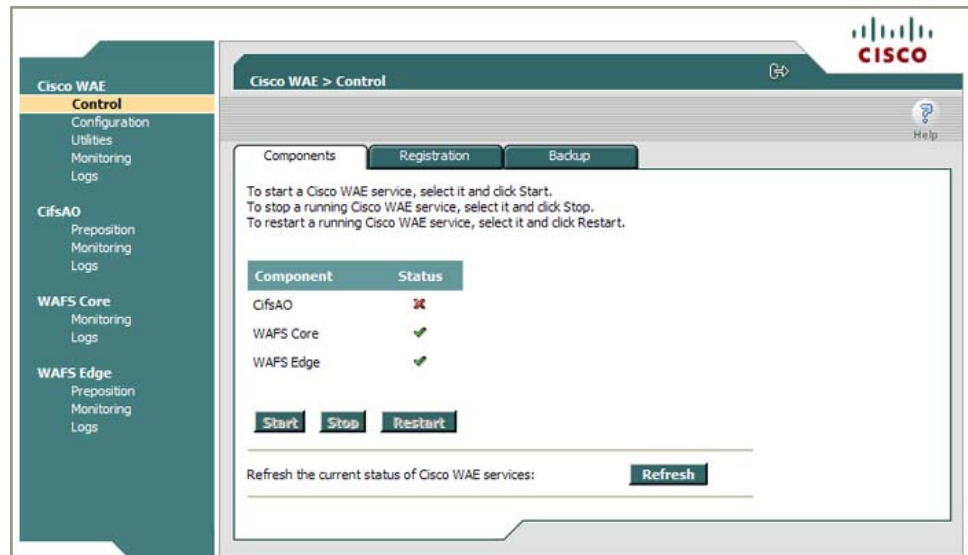 CISCO
Cisco WAE
Control
Configuration
Utilities
Monitoring
Logs
CifsAO
Preposition
Monitoring
Logs
WAFS Core
Monitoring
Logs
WAFS Edge
Preposition
Monitoring
Logs
Cisco WAE > Control
Help
Components
Registration
Backup
To start a Cisco WAE service, select it and click Start.
To stop a running Cisco WAE service, select it and click Stop.
To restart a running Cisco WAE service, select it and click Restart.
Component Status
CifsAO
WAFS Core
WAFS Edge
Start Stop Restart
Refresh the current status of Cisco WAE services: Refresh